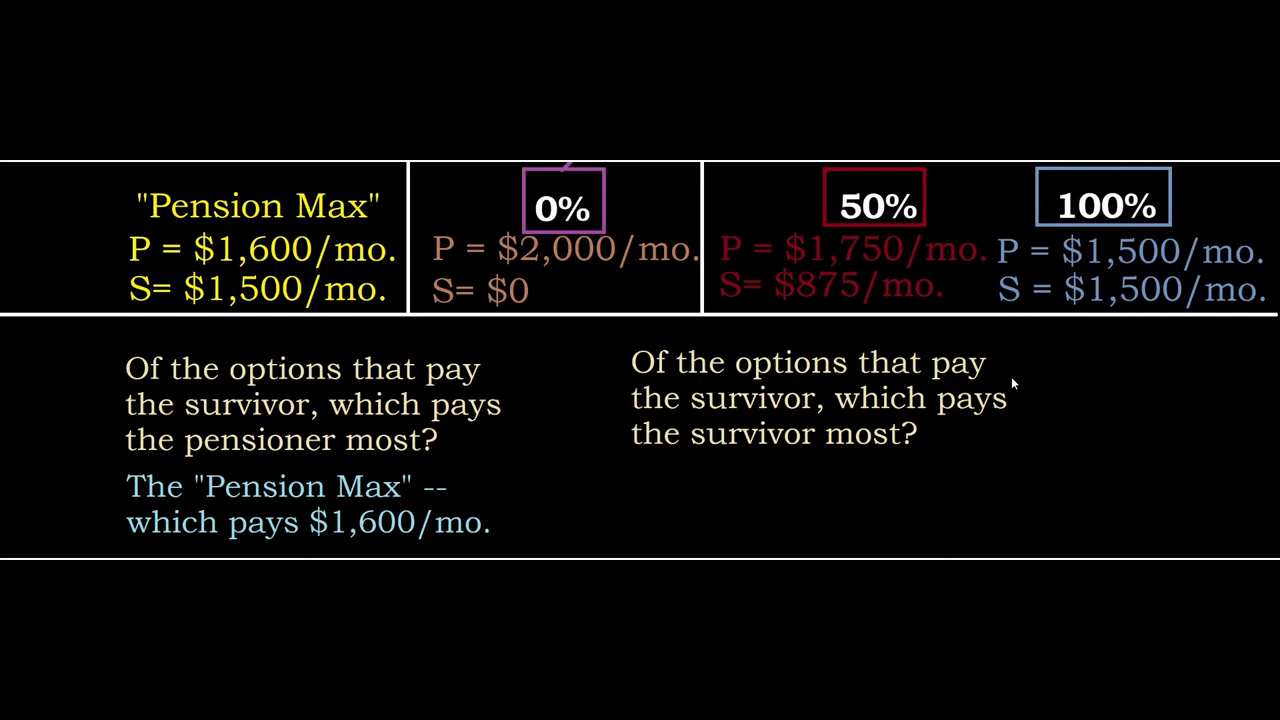 "Pension Max"
P = $1,600/mo.
S= $1,500/mo.
0%
P = $2,000/mo.
S= $0
50%
P = $1,750/mo.
S= $875/mo.
100%
P = $1,500/mo.
S = $1,500/mo.
Of the options that pay
the survivor, which pays
the pensioner most?
The "Pension Max" --
which pays $1,600/mo.
Of the options that pay
the survivor, which pays
the survivor most?